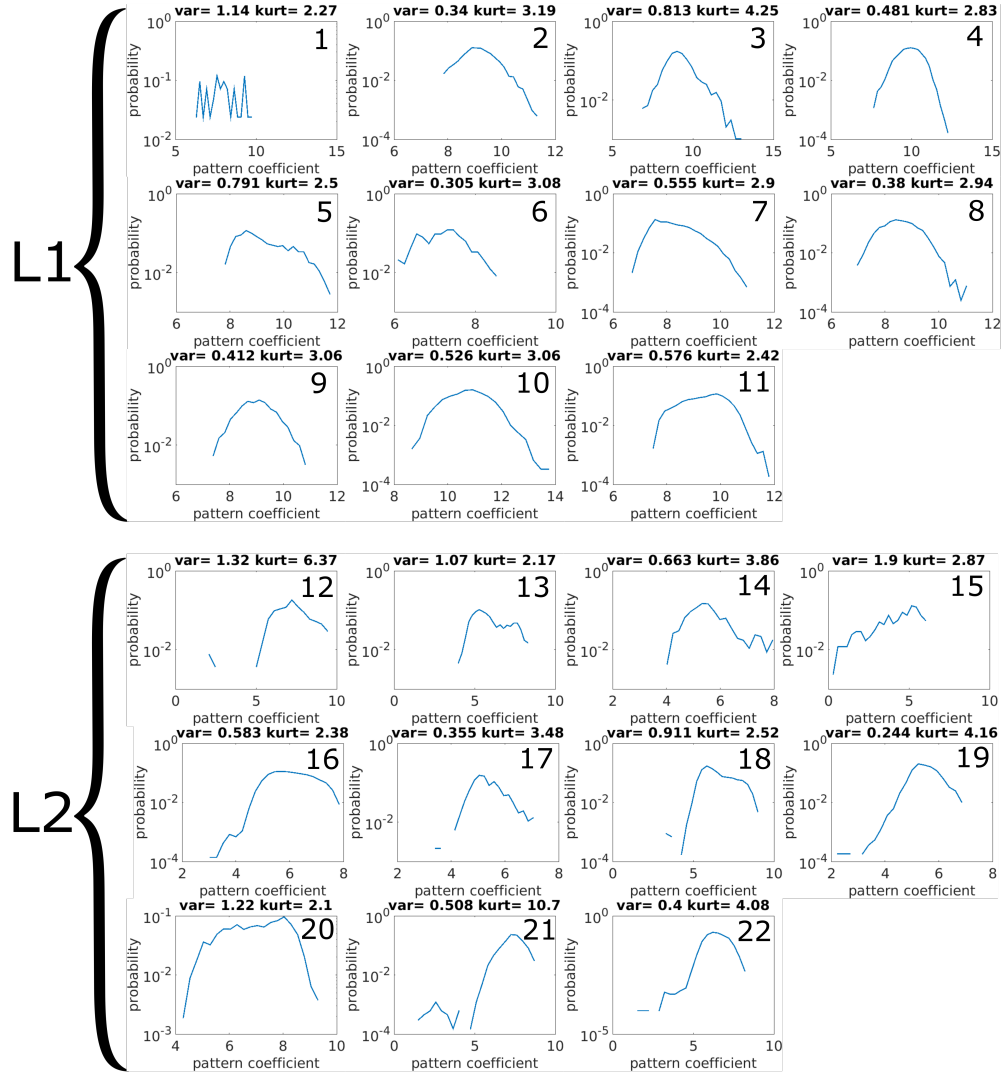 L1
var= 1.14 kurt= 2.27
1
10^0
10^-1
10^-2
probability
5 10 15
pattern coefficient
var= 0.34 kurt= 3.19
2
10^0
10^-2
10^-4
probability
6 8 10 12
pattern coefficient
var= 0.813 kurt= 4.25
3
10^0
10^-2
probability
5 10 15
pattern coefficient
var= 0.481 kurt= 2.83
4
10^0
10^-2
10^-4
probability
5 10 15
pattern coefficient
var= 0.791 kurt= 2.5
5
10^0
10^-2
probability
6 8 10 12
pattern coefficient
var= 0.305 kurt= 3.08
6
10^0
10^-2
probability
6 8 10
pattern coefficient
var= 0.555 kurt= 2.9
7
10^0
10^-2
10^-4
probability
6 8 10 12
pattern coefficient
var= 0.38 kurt= 2.94
8
10^0
10^-2
10^-4
probability
6 8 10 12
pattern coefficient
var= 0.412 kurt= 3.06
9
10^0
10^-2
probability
6 8 10 12
pattern coefficient
var= 0.526 kurt= 3.06
10
10^0
10^-2
10^-4
probability
8 10 12 14
pattern coefficient
var= 0.576 kurt= 2.42
11
10^0
10^-2
10^-4
probability
6 8 10 12
pattern coefficient
L2
var= 1.32 kurt= 6.37
12
10^0
10^-2
probability
0 5 10
pattern coefficient
var= 1.07 kurt= 2.17
13
10^0
10^-2
probability
0 5 10
pattern coefficient
var= 0.663 kurt= 3.86
14
10^0
10^-2
probability
2 4 6 8
pattern coefficient
var= 1.9 kurt= 2.87
15
10^0
10^-2
probability
0 5 10
pattern coefficient
var= 0.583 kurt= 2.38
16
10^0
10^-2
10^-4
probability
2 4 6 8
pattern coefficient
var= 0.355 kurt= 3.48
17
10^0
10^-2
probability
2 4 6 8
pattern coefficient
var= 0.911 kurt= 2.52
18
10^0
10^-2
10^-4
probability
0 5 10
pattern coefficient
var= 0.244 kurt= 4.16
19
10^0
10^-2
10^-4
probability
2 4 6 8
pattern coefficient
var= 1.22 kurt= 2.1
20
10^-1
10^-2
10^-3
probability
4 6 8 10
pattern coefficient
var= 0.508 kurt= 10.7
21
10^0
10^-2
10^-4
probability
0 5 10
pattern coefficient
var= 0.4 kurt= 4.08
22
10^0
10^-5
probability
0 5 10
pattern coefficient